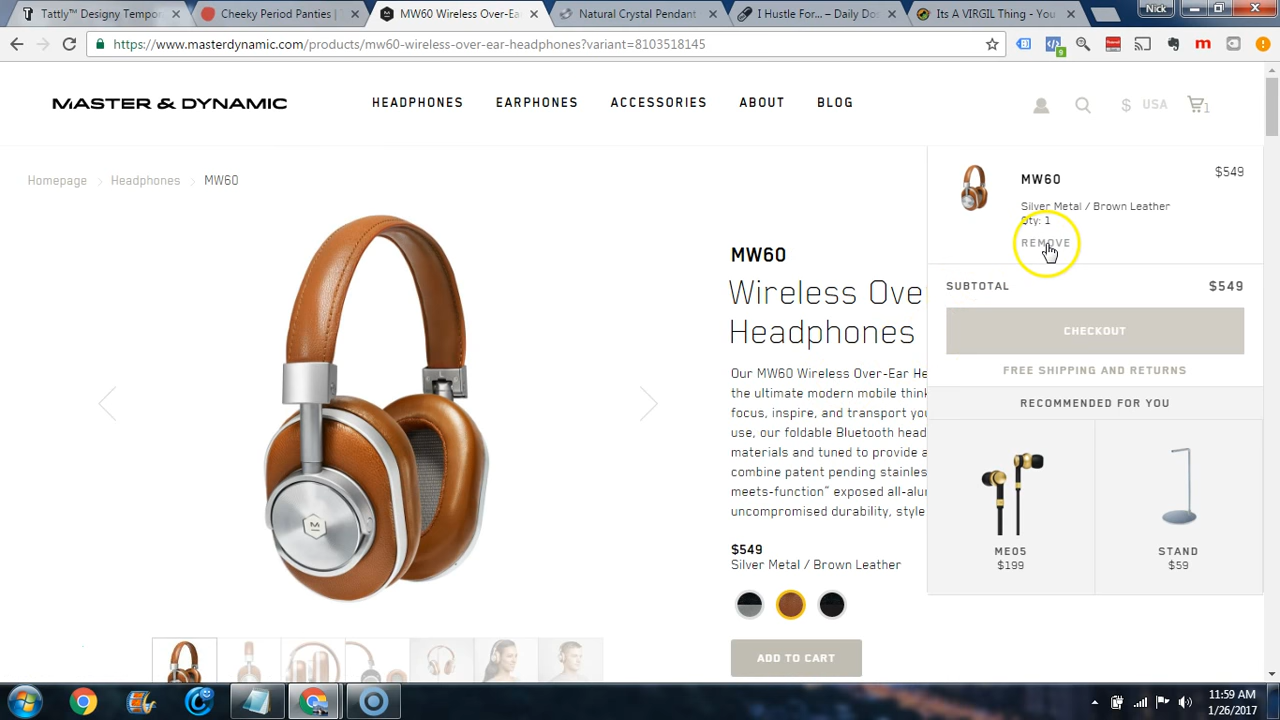 Tattly™ Designy Tempo
Cheeky Period Panties |
MW60 Wireless Over-Ea
Natural Crystal Pendant
I Hustle For... – Daily Do
Its A VIRGIL Thing - You
Nick
https://www.masterdynamic.com/products/mw60-wireless-over-ear-headphones?variant=8103518145
9
m
MASTER & DYNAMIC
HEADPHONES
EARPHONES
ACCESSORIES
ABOUT
BLOG
$ USA
1
Homepage > Headphones > MW60
MW60
$549
Silver Metal / Brown Leather
Qty: 1
REMOVE
SUBTOTAL
$549
CHECKOUT
FREE SHIPPING AND RETURNS
RECOMMENDED FOR YOU
ME05
$199
STAND
$59
MW60
Wireless Ove
Headphones
Our MW60 Wireless Over-Ear He
the ultimate modern mobile think
focus, inspire, and transport you
use, our foldable Bluetooth head
materials and tuned to provide a
combine patent pending stainles
meets-function" exposed all-alu
uncompromised durability, style
$549
Silver Metal / Brown Leather
ADD TO CART
M
11:59 AM
1/26/2017